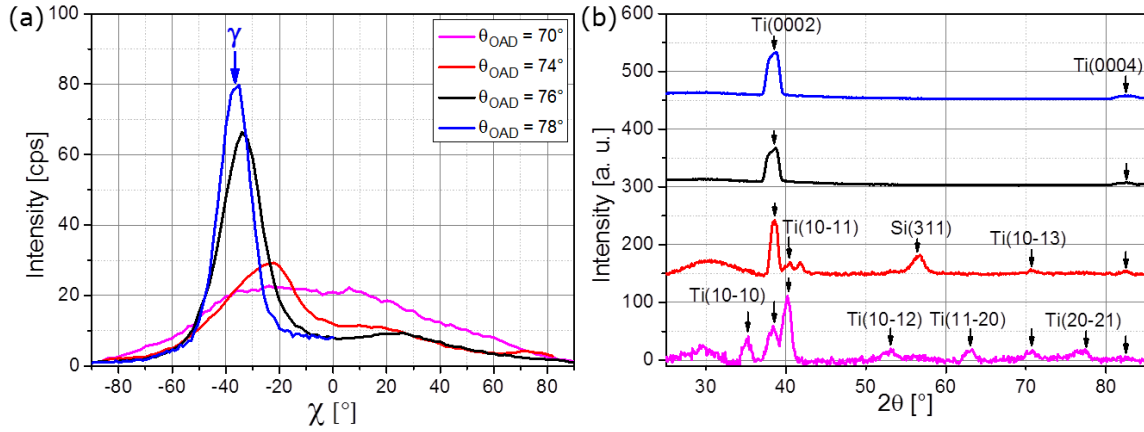 (a)
100
80
60
40
20
0
Intensity [cps]
γ
θOAD = 70°
θOAD = 74°
θOAD = 76°
θOAD = 78°
-80 -60 -40 -20 0 20 40 60 80
χ [°]
(b)
600
500
400
300
200
100
0
Intensity [a. u.]
Ti(0002)
Ti(0004)
Ti(10-11)
Si(311)
Ti(10-13)
Ti(10-10)
Ti(10-12)
Ti(11-20)
Ti(20-21)
30 40 50 60 70 80
2θ [°]